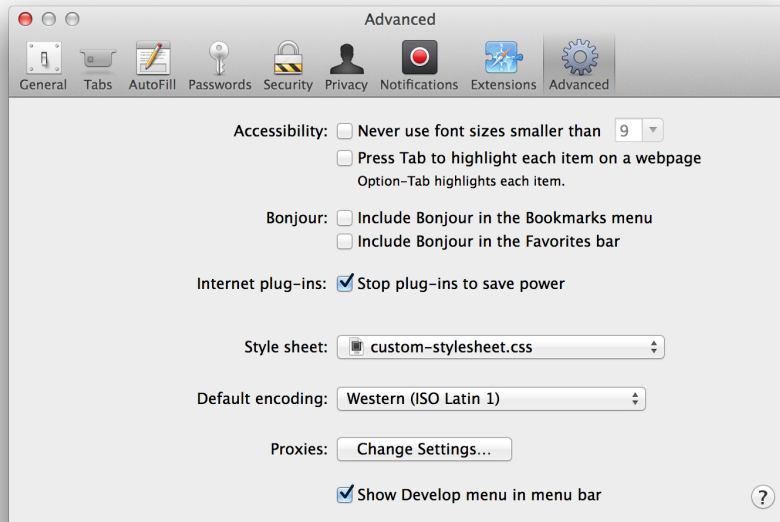 Advanced
General Tabs AutoFill Passwords Security Privacy Notifications Extensions Advanced
Accessibility: Never use font sizes smaller than 9
Press Tab to highlight each item on a webpage
Option-Tab highlights each item.
Bonjour: Include Bonjour in the Bookmarks menu
Include Bonjour in the Favorites bar
Internet plug-ins: Stop plug-ins to save power
Style sheet: custom-stylesheet.css
Default encoding: Western (ISO Latin 1)
Proxies: Change Settings...
Show Develop menu in menu bar
?